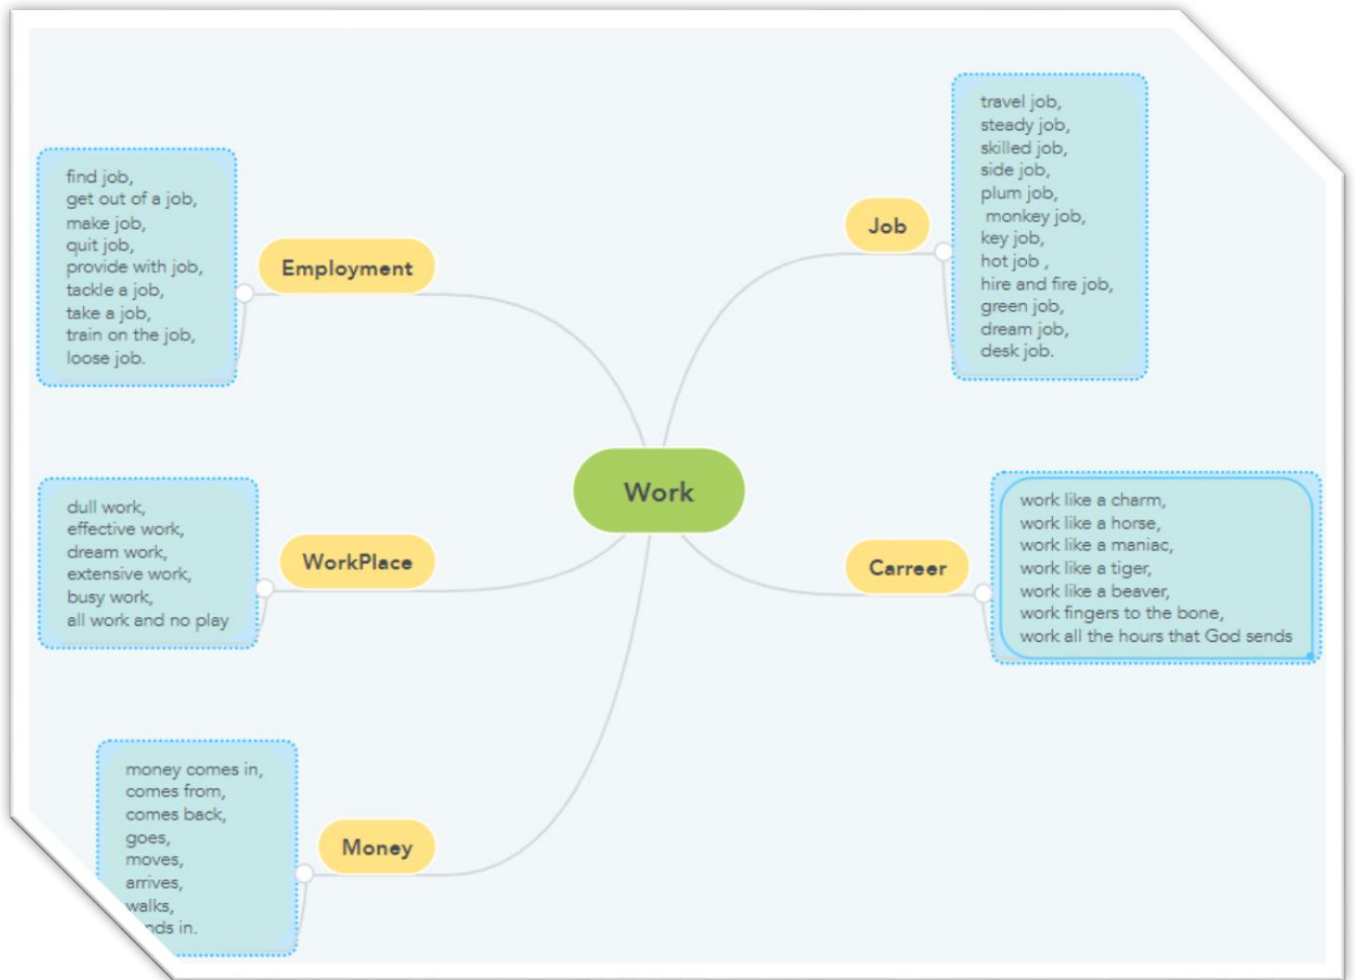 Work
Employment
find job,
get out of a job,
make job,
quit job,
provide with job,
tackle a job,
take a job,
train on the job,
loose job.
WorkPlace
dull work,
effective work,
dream work,
extensive work,
busy work,
all work and no play
Money
money comes in,
comes from,
comes back,
goes,
moves,
arrives,
walks,
in.
Job
travel job,
steady job,
skilled job,
side job,
plum job,
monkey job,
key job,
hot job ,
hire and fire job,
green job,
dream job,
desk job.
Carreer
work like a charm,
work like a horse,
work like a maniac,
work like a tiger,
work like a beaver,
work fingers to the bone,
work all the hours that God sends